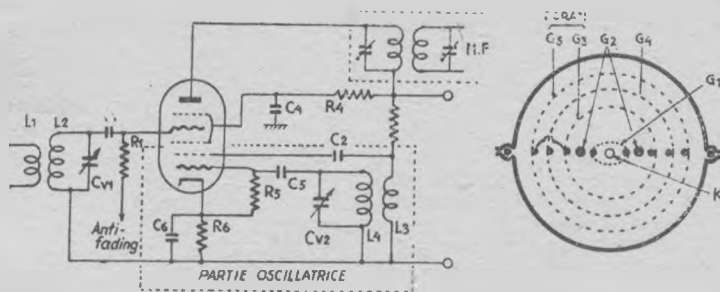 M.F
C5 G3 G2 G4
G1
K
L1 L2
R1
CV1
Anti-
fading
C4
R4
C2
C5
R5
C6
R6
CV2
L4
L3
PARTIE OSCILLATRICE